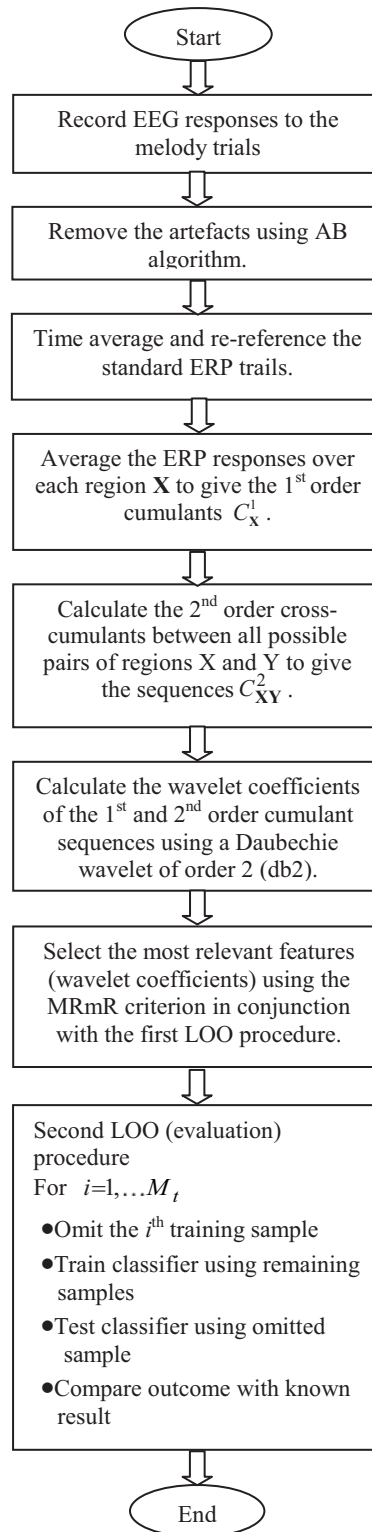 Start
Record EEG responses to the
melody trials
Remove the artefacts using AB
algorithm.
Time average and re-reference the
standard ERP trails.
Average the ERP responses over
each region X to give the 1st order
cumulants C_X^1 .
Calculate the 2nd order cross-
cumulants between all possible
pairs of regions X and Y to give
the sequences C_XY^2 .
Calculate the wavelet coefficients
of the 1st and 2nd order cumulant
sequences using a Daubechie
wavelet of order 2 (db2).
Select the most relevant features
(wavelet coefficients) using the
MRmR criterion in conjunction
with the first LOO procedure.
Second LOO (evaluation)
procedure
For i=1,…M_t
●Omit the ith training sample
●Train classifier using remaining
samples
●Test classifier using omitted
sample
●Compare outcome with known
result
End